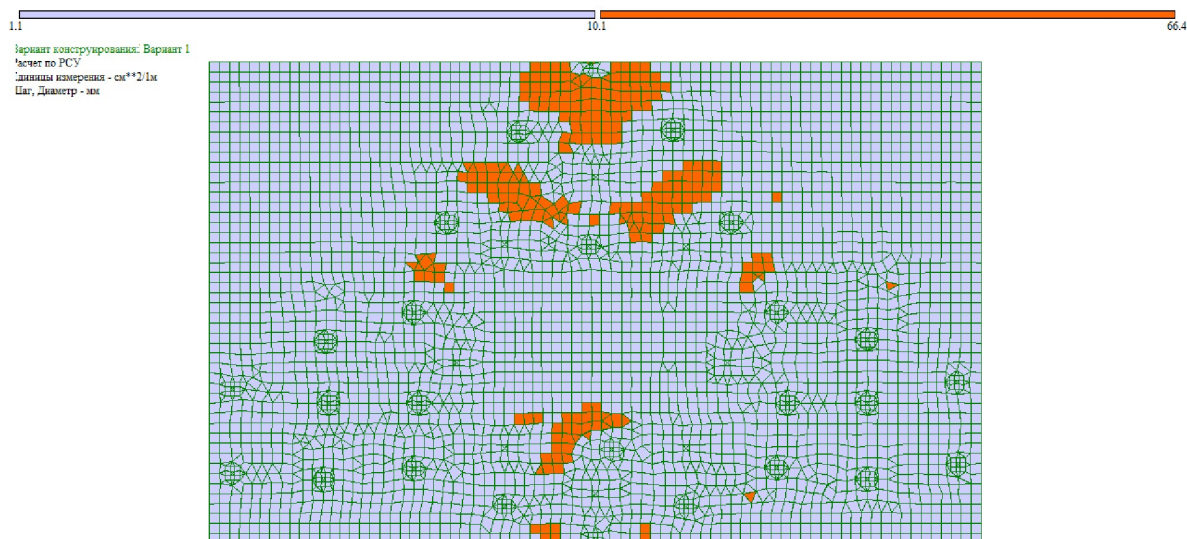 1.1 10.1 66.4
Вариант конструирования: Вариант 1
Расчет по РСУ
Единицы измерения - см**2/1м
Шаг, Диаметр - мм